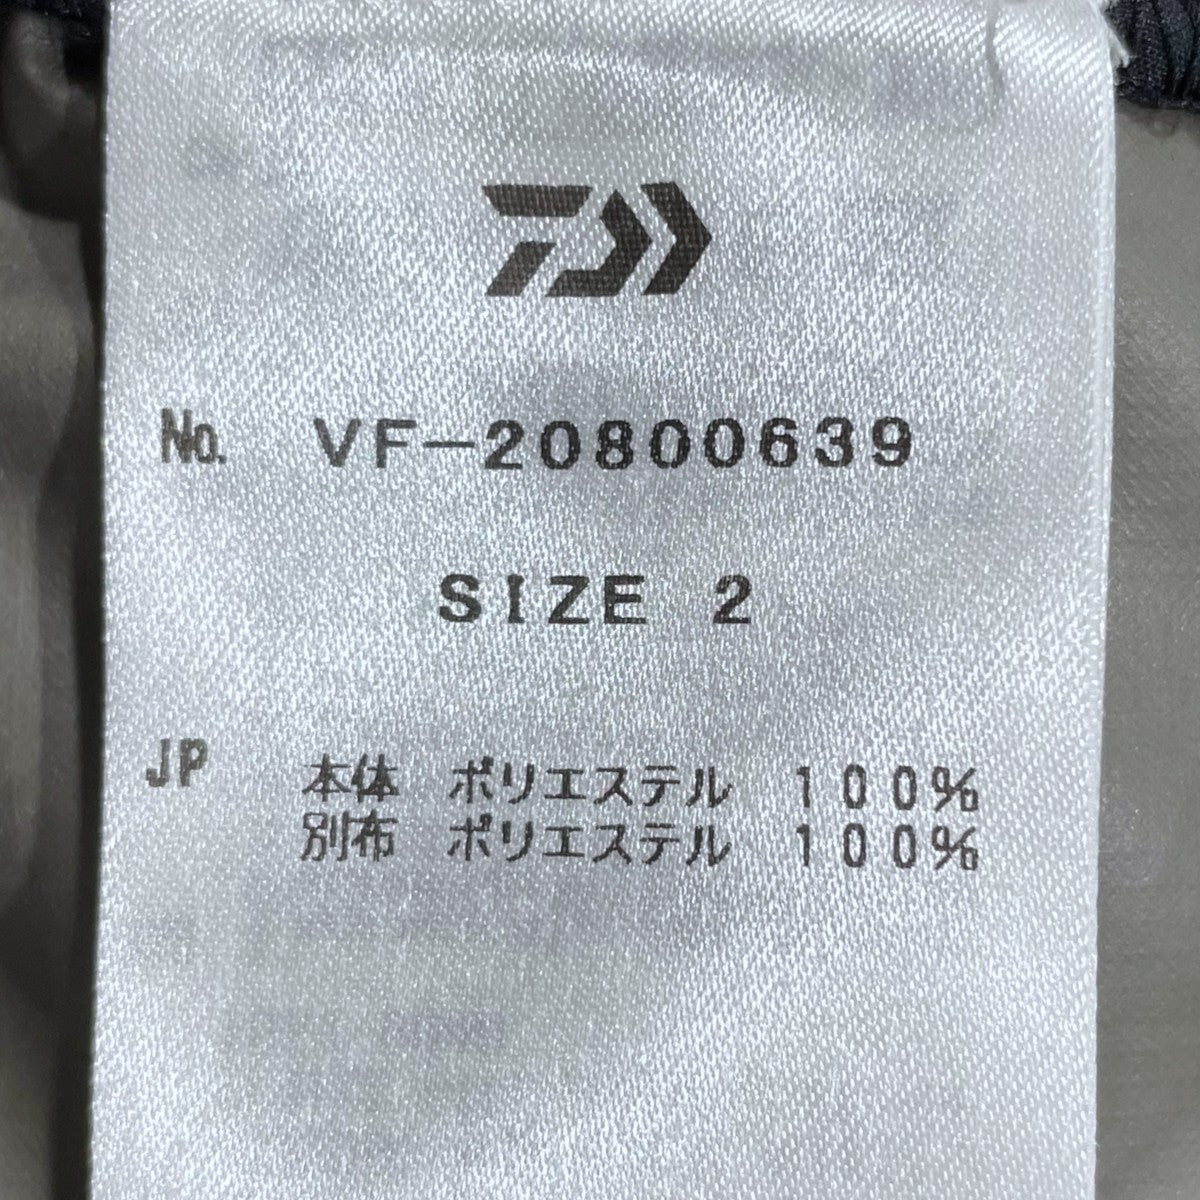 No. VF-20800639
SIZE 2
JP 本体 ポリエステル 100%
別布 ポリエステル 100%